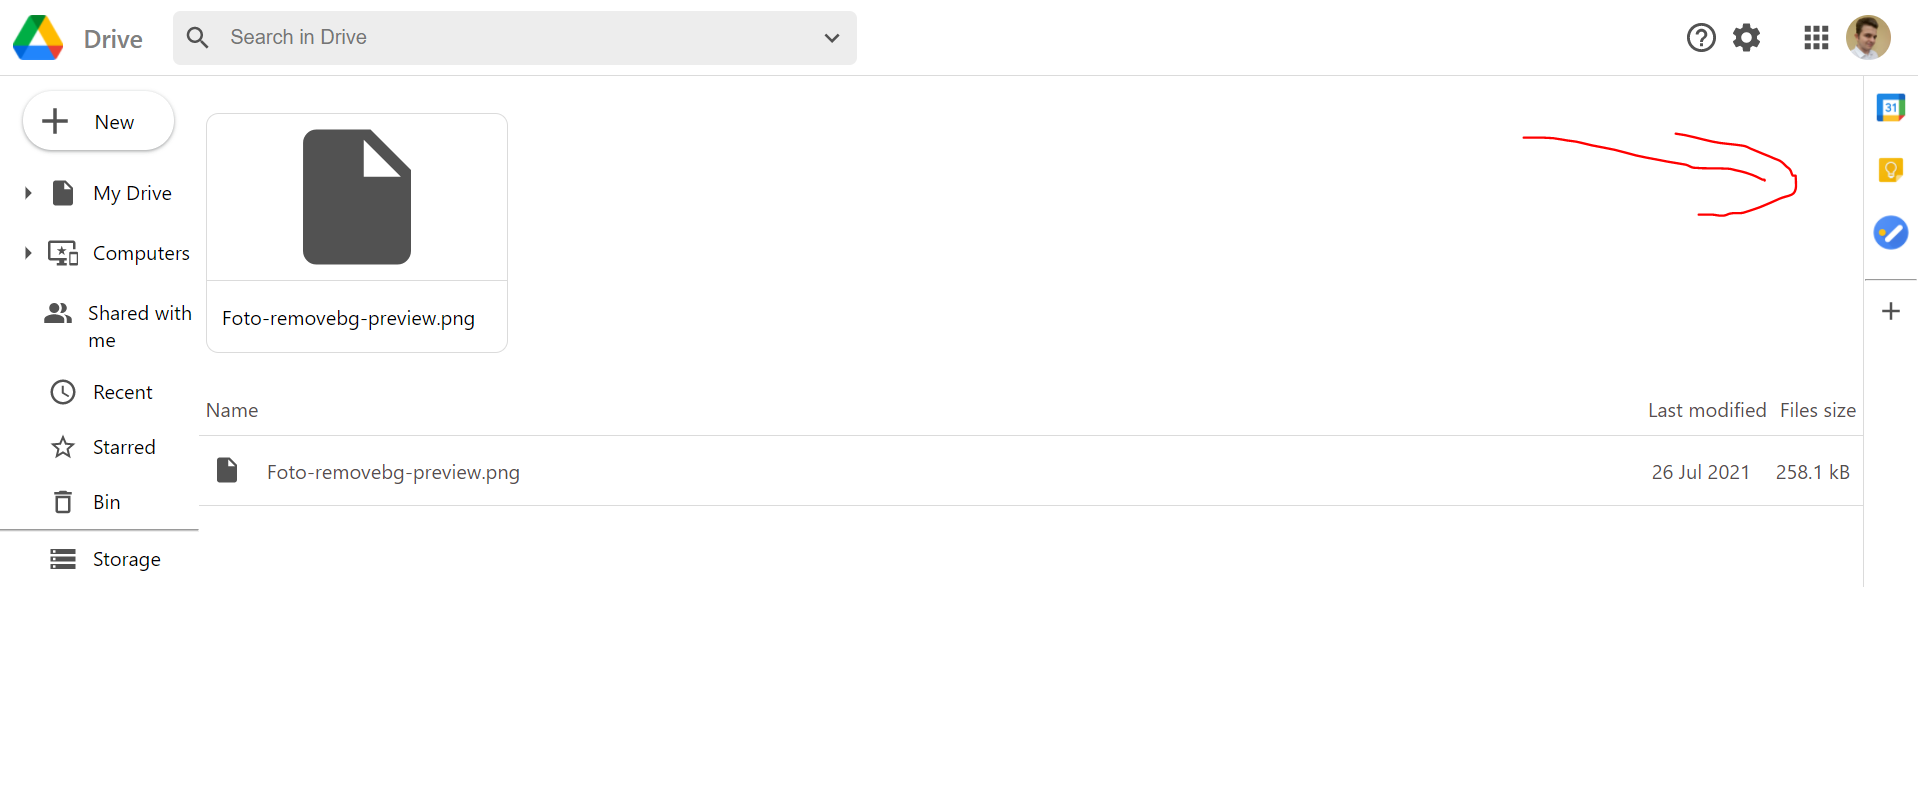 Drive
Search in Drive
New
My Drive
Computers
Shared with
me
Recent
Starred
Bin
Storage
Foto-removebg-preview.png
Name Last modified Files size
Foto-removebg-preview.png 26 Jul 2021 258.1 kB
31